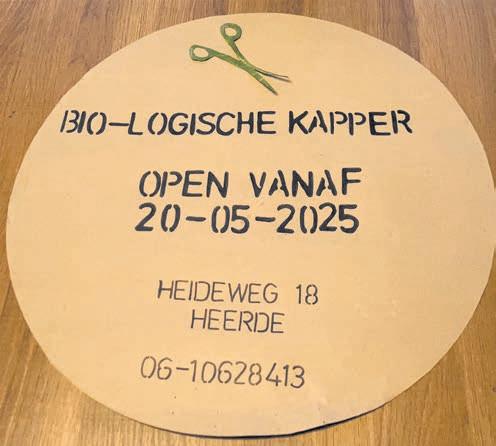 BIO-LOGISCHE KAPPER
OPEN VANAF
20-05-2025
HEIDEWEG 18
HEERDE
06-10628413